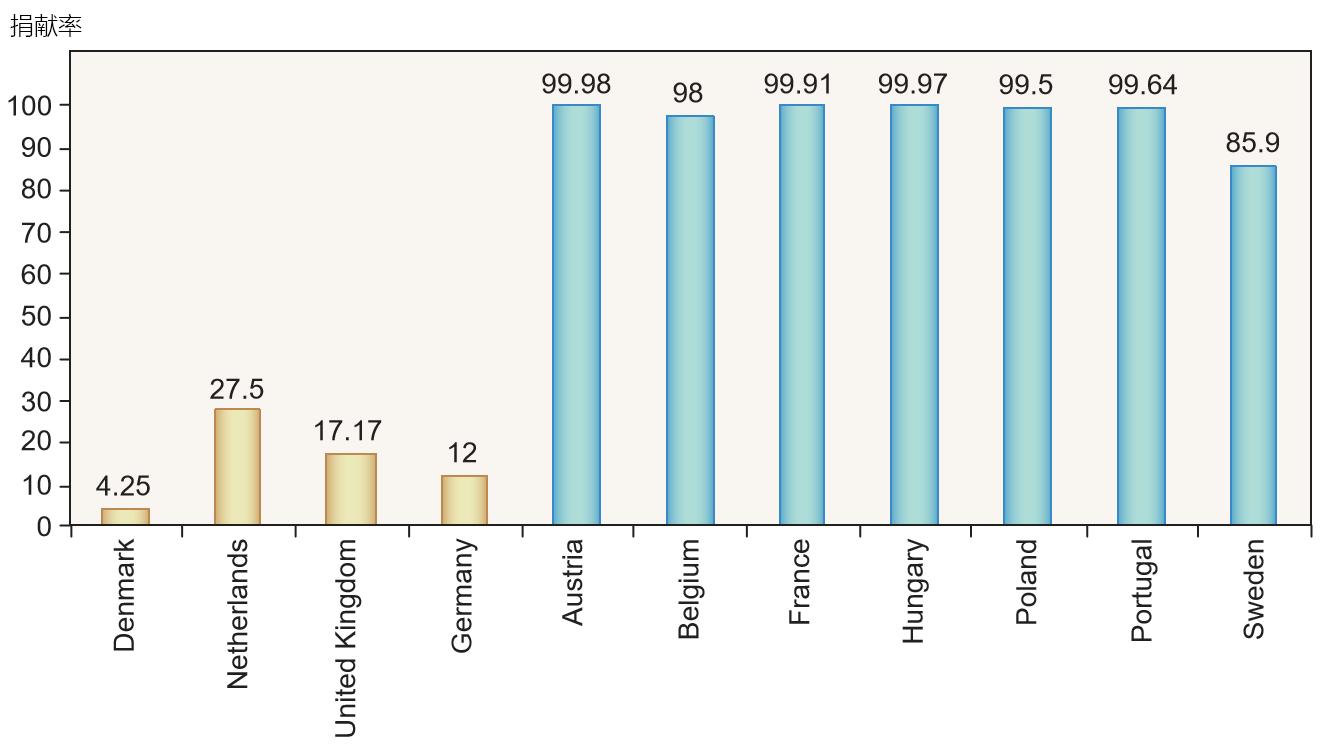 捐献率
99.98
98
99.91
99.97
99.5
99.64
85.9
27.5
17.17
12
4.25
100
90
80
70
60
50
40
30
20
10
0
Denmark
Netherlands
United Kingdom
Germany
Austria
Belgium
France
Hungary
Poland
Portugal
Sweden